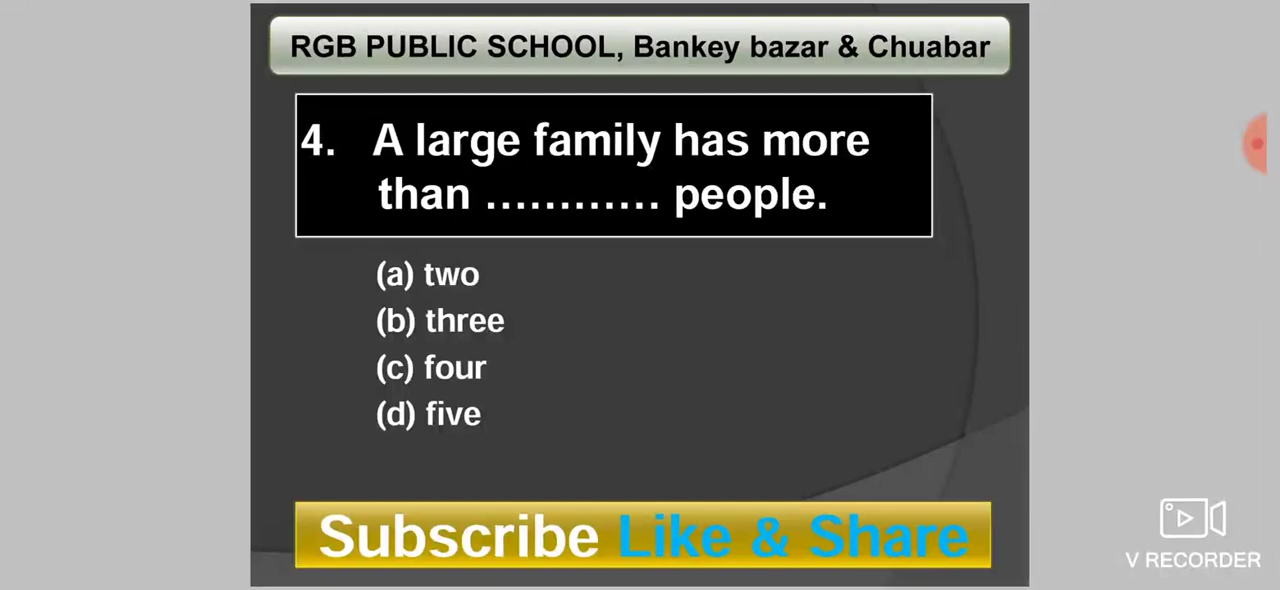 RGB PUBLIC SCHOOL, Bankey bazar & Chuabar
4. A large family has more
than ............ people.
(a) two
(b) three
(c) four
(d) five
Subscribe Like & Share
V RECORDER